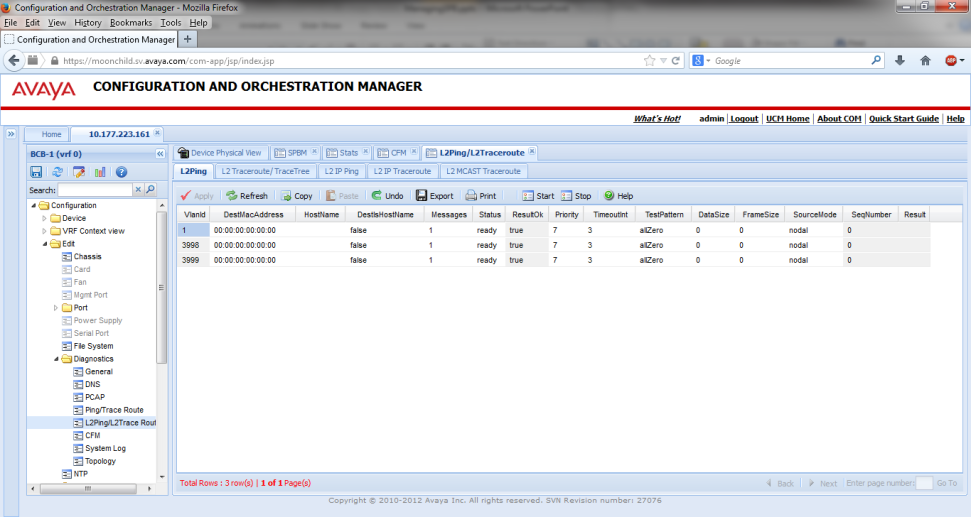 Configuration and Orchestration Manager - Mozilla Firefox
File Edit View History Bookmarks Tools Help
Configuration and Orchestration Manager +
https://moonchild.sv.avaya.com/com-app/jsp/index.jsp Google ABP
AVAYA CONFIGURATION AND ORCHESTRATION MANAGER
What's Hot! admin | Logout | UCM Home | About COM | Quick Start Guide | Help
Home 10.177.223.161
BCB-1 (vrf 0)
Device Physical View SPBM Stats CFM L2Ping/L2Traceroute
L2Ping L2 Traceroute/TraceTree L2 IP Ping L2 IP Traceroute L2 MCAST Traceroute
Search:
Apply Refresh Copy Paste Undo Export Print Start Stop Help
Configuration
Device
VRF Context view
Edit
Chassis
Card
Fan
Mgmt Port
Port
Power Supply
Serial Port
File System
Diagnostics
General
DNS
PCAP
Ping/Trace Route
L2Ping/L2Trace Rout
CFM
System Log
Topology
NTP
VlanId DestMacAddress HostName DestIsHostName Messages Status ResultOk Priority TimeoutInt TestPattern DataSize FrameSize SourceMode SeqNumber Result
1 00:00:00:00:00:00 false 1 ready true 7 3 allZero 0 0 nodal 0
3998 00:00:00:00:00:00 false 1 ready true 7 3 allZero 0 0 nodal 0
3999 00:00:00:00:00:00 false 1 ready true 7 3 allZero 0 0 nodal 0
Total Rows : 3 row(s) | 1 of 1 Page(s) Back Next Enter page number: Go To
Copyright © 2010-2012 Avaya Inc. All rights reserved. SVN Revision number: 27076